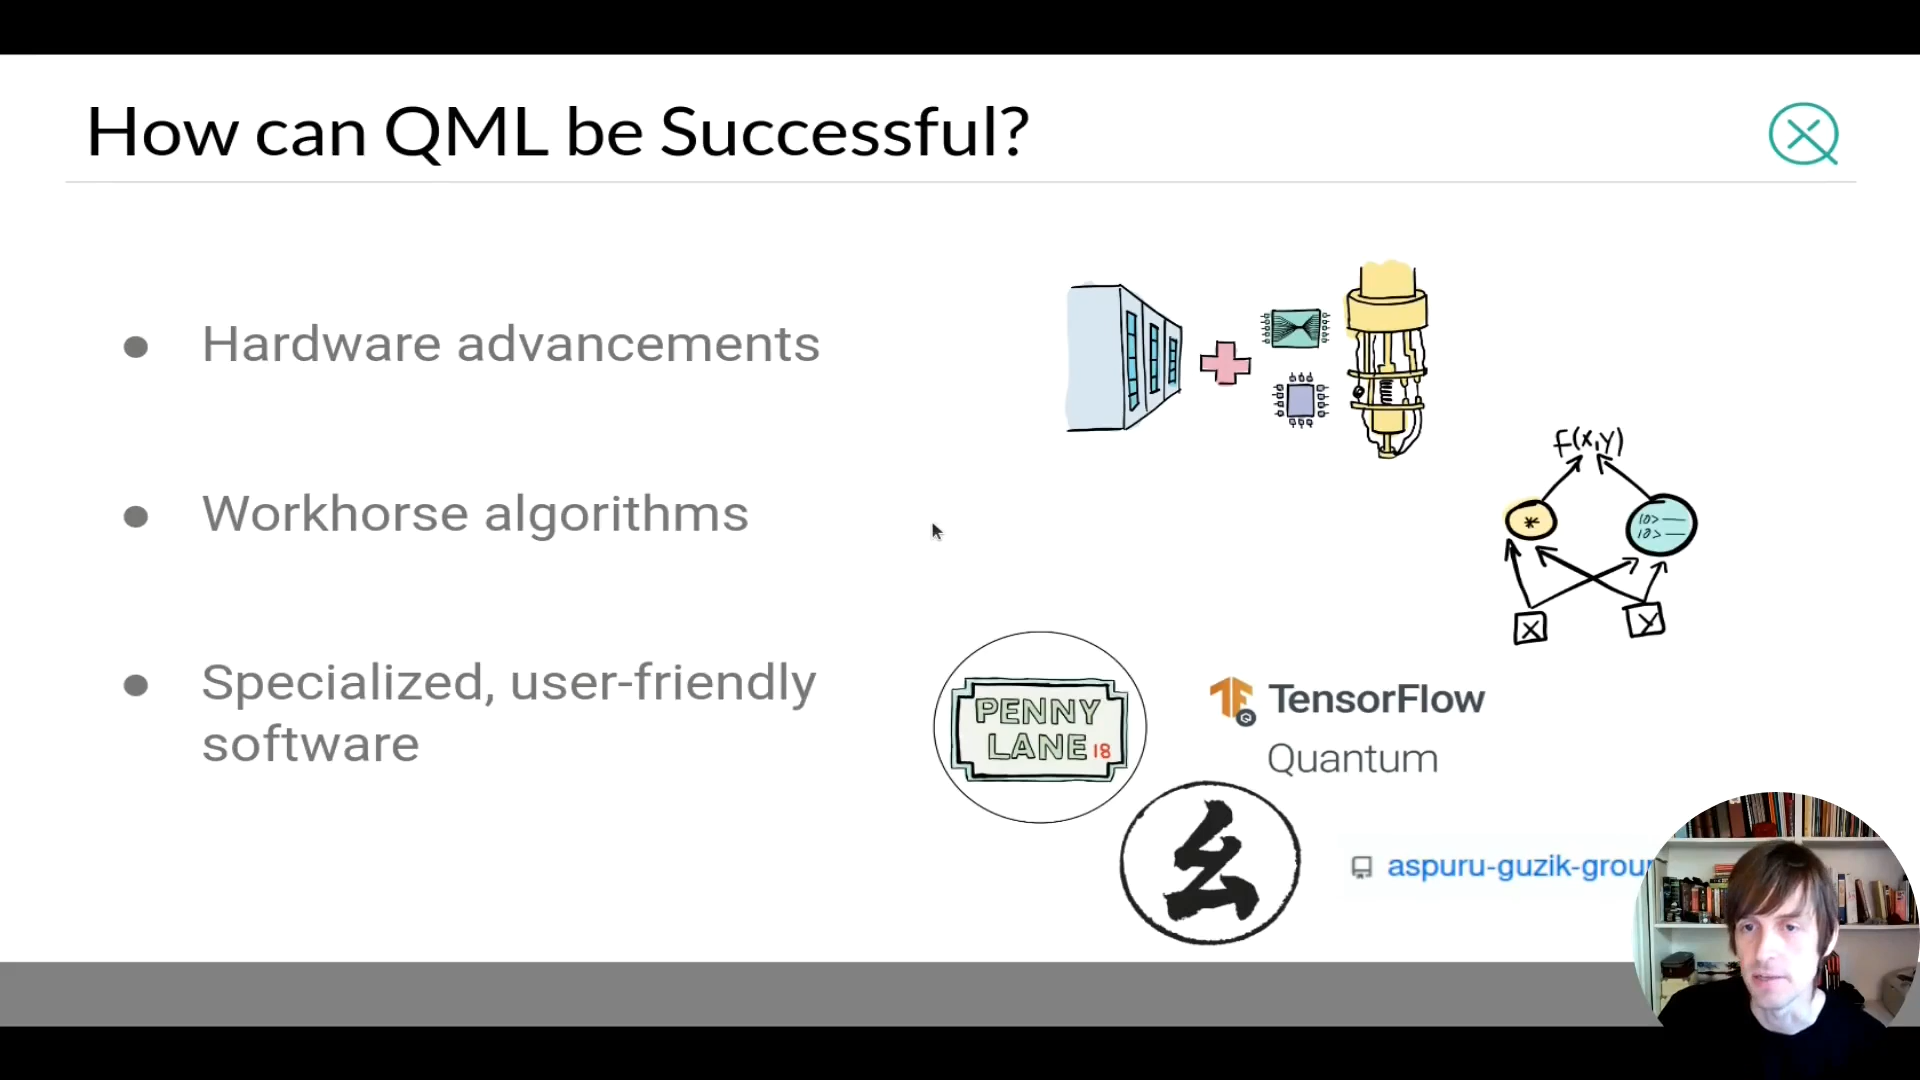 How can QML be Successful?
● Hardware advancements
● Workhorse algorithms
● Specialized, user-friendly
software
f(x,y)
*
|0>
|0>
X
Y
PENNY
LANE 18
TensorFlow
Quantum
幺
aspuru-guzik-group